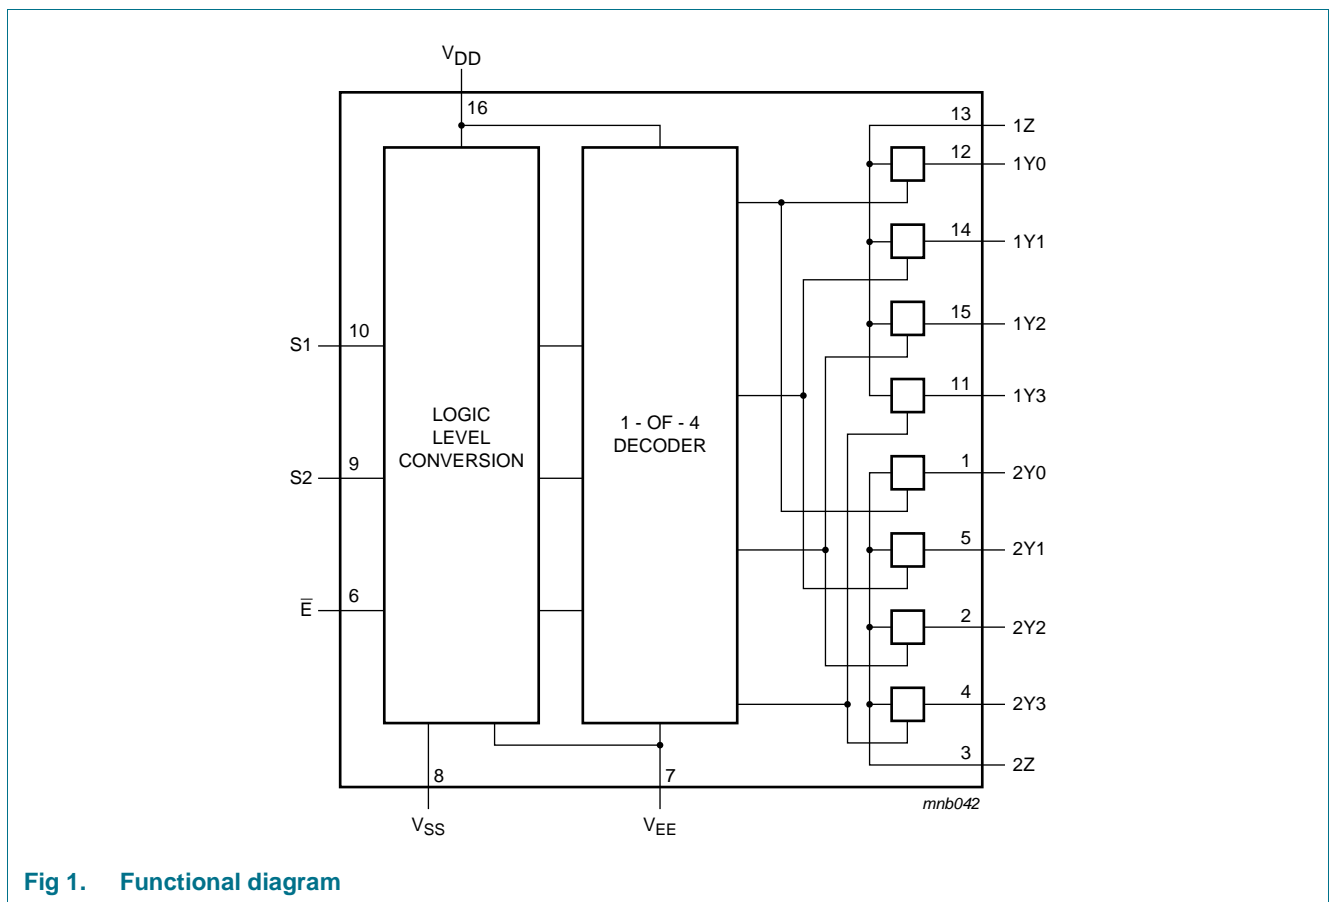 VDD
16
13
1Z
12
1Y0
14
1Y1
15
1Y2
10
S1
11
1Y3
LOGIC
LEVEL
CONVERSION
1 - OF - 4
DECODER
9
S2
1
2Y0
5
2Y1
6
E̅
2
2Y2
4
2Y3
3
2Z
8
7
mnb042
VSS
VEE
Fig 1. Functional diagram